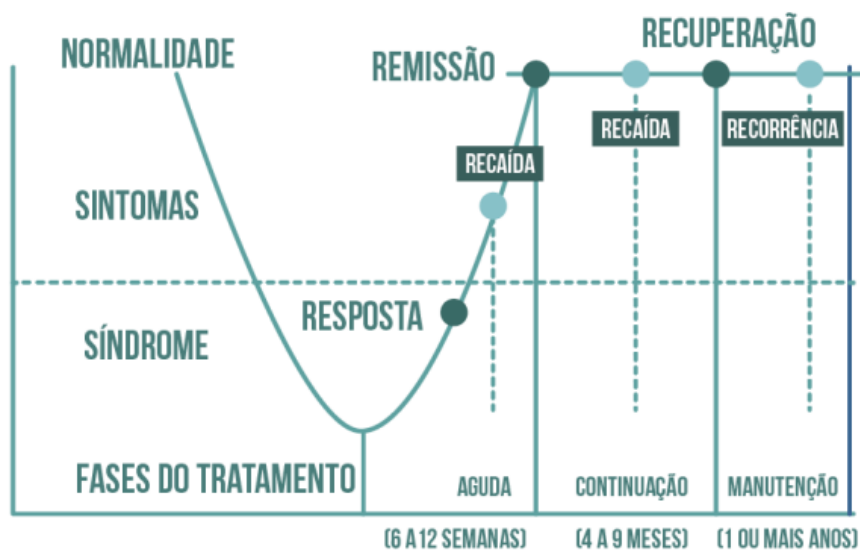 NORMALIDADE
REMISSÃO
RECUPERAÇÃO
RECAÍDA
RECAÍDA
RECORRÊNCIA
SINTOMAS
RESPOSTA
SÍNDROME
FASES DO TRATAMENTO
AGUDA
CONTINUAÇÃO
MANUTENÇÃO
(6 A 12 SEMANAS)
(4 A 9 MESES)
(1 OU MAIS ANOS)